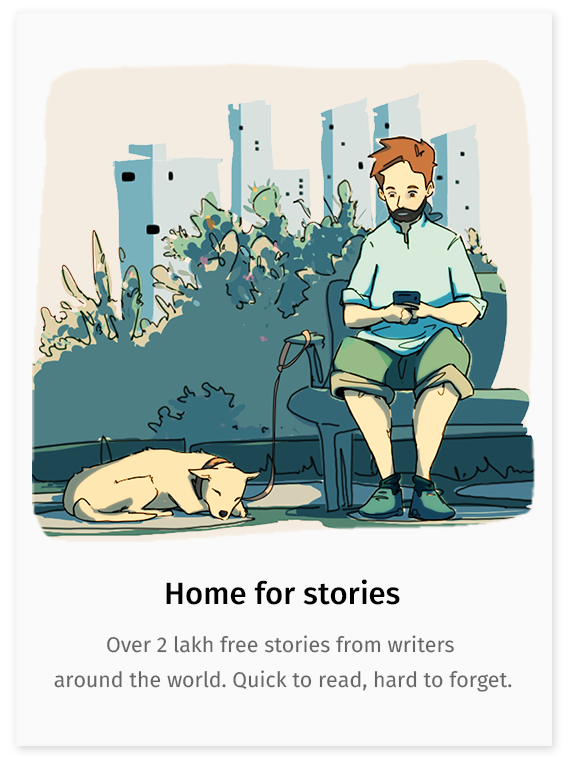 Home for stories
Over 2 lakh free stories from writers
around the world. Quick to read, hard to forget.